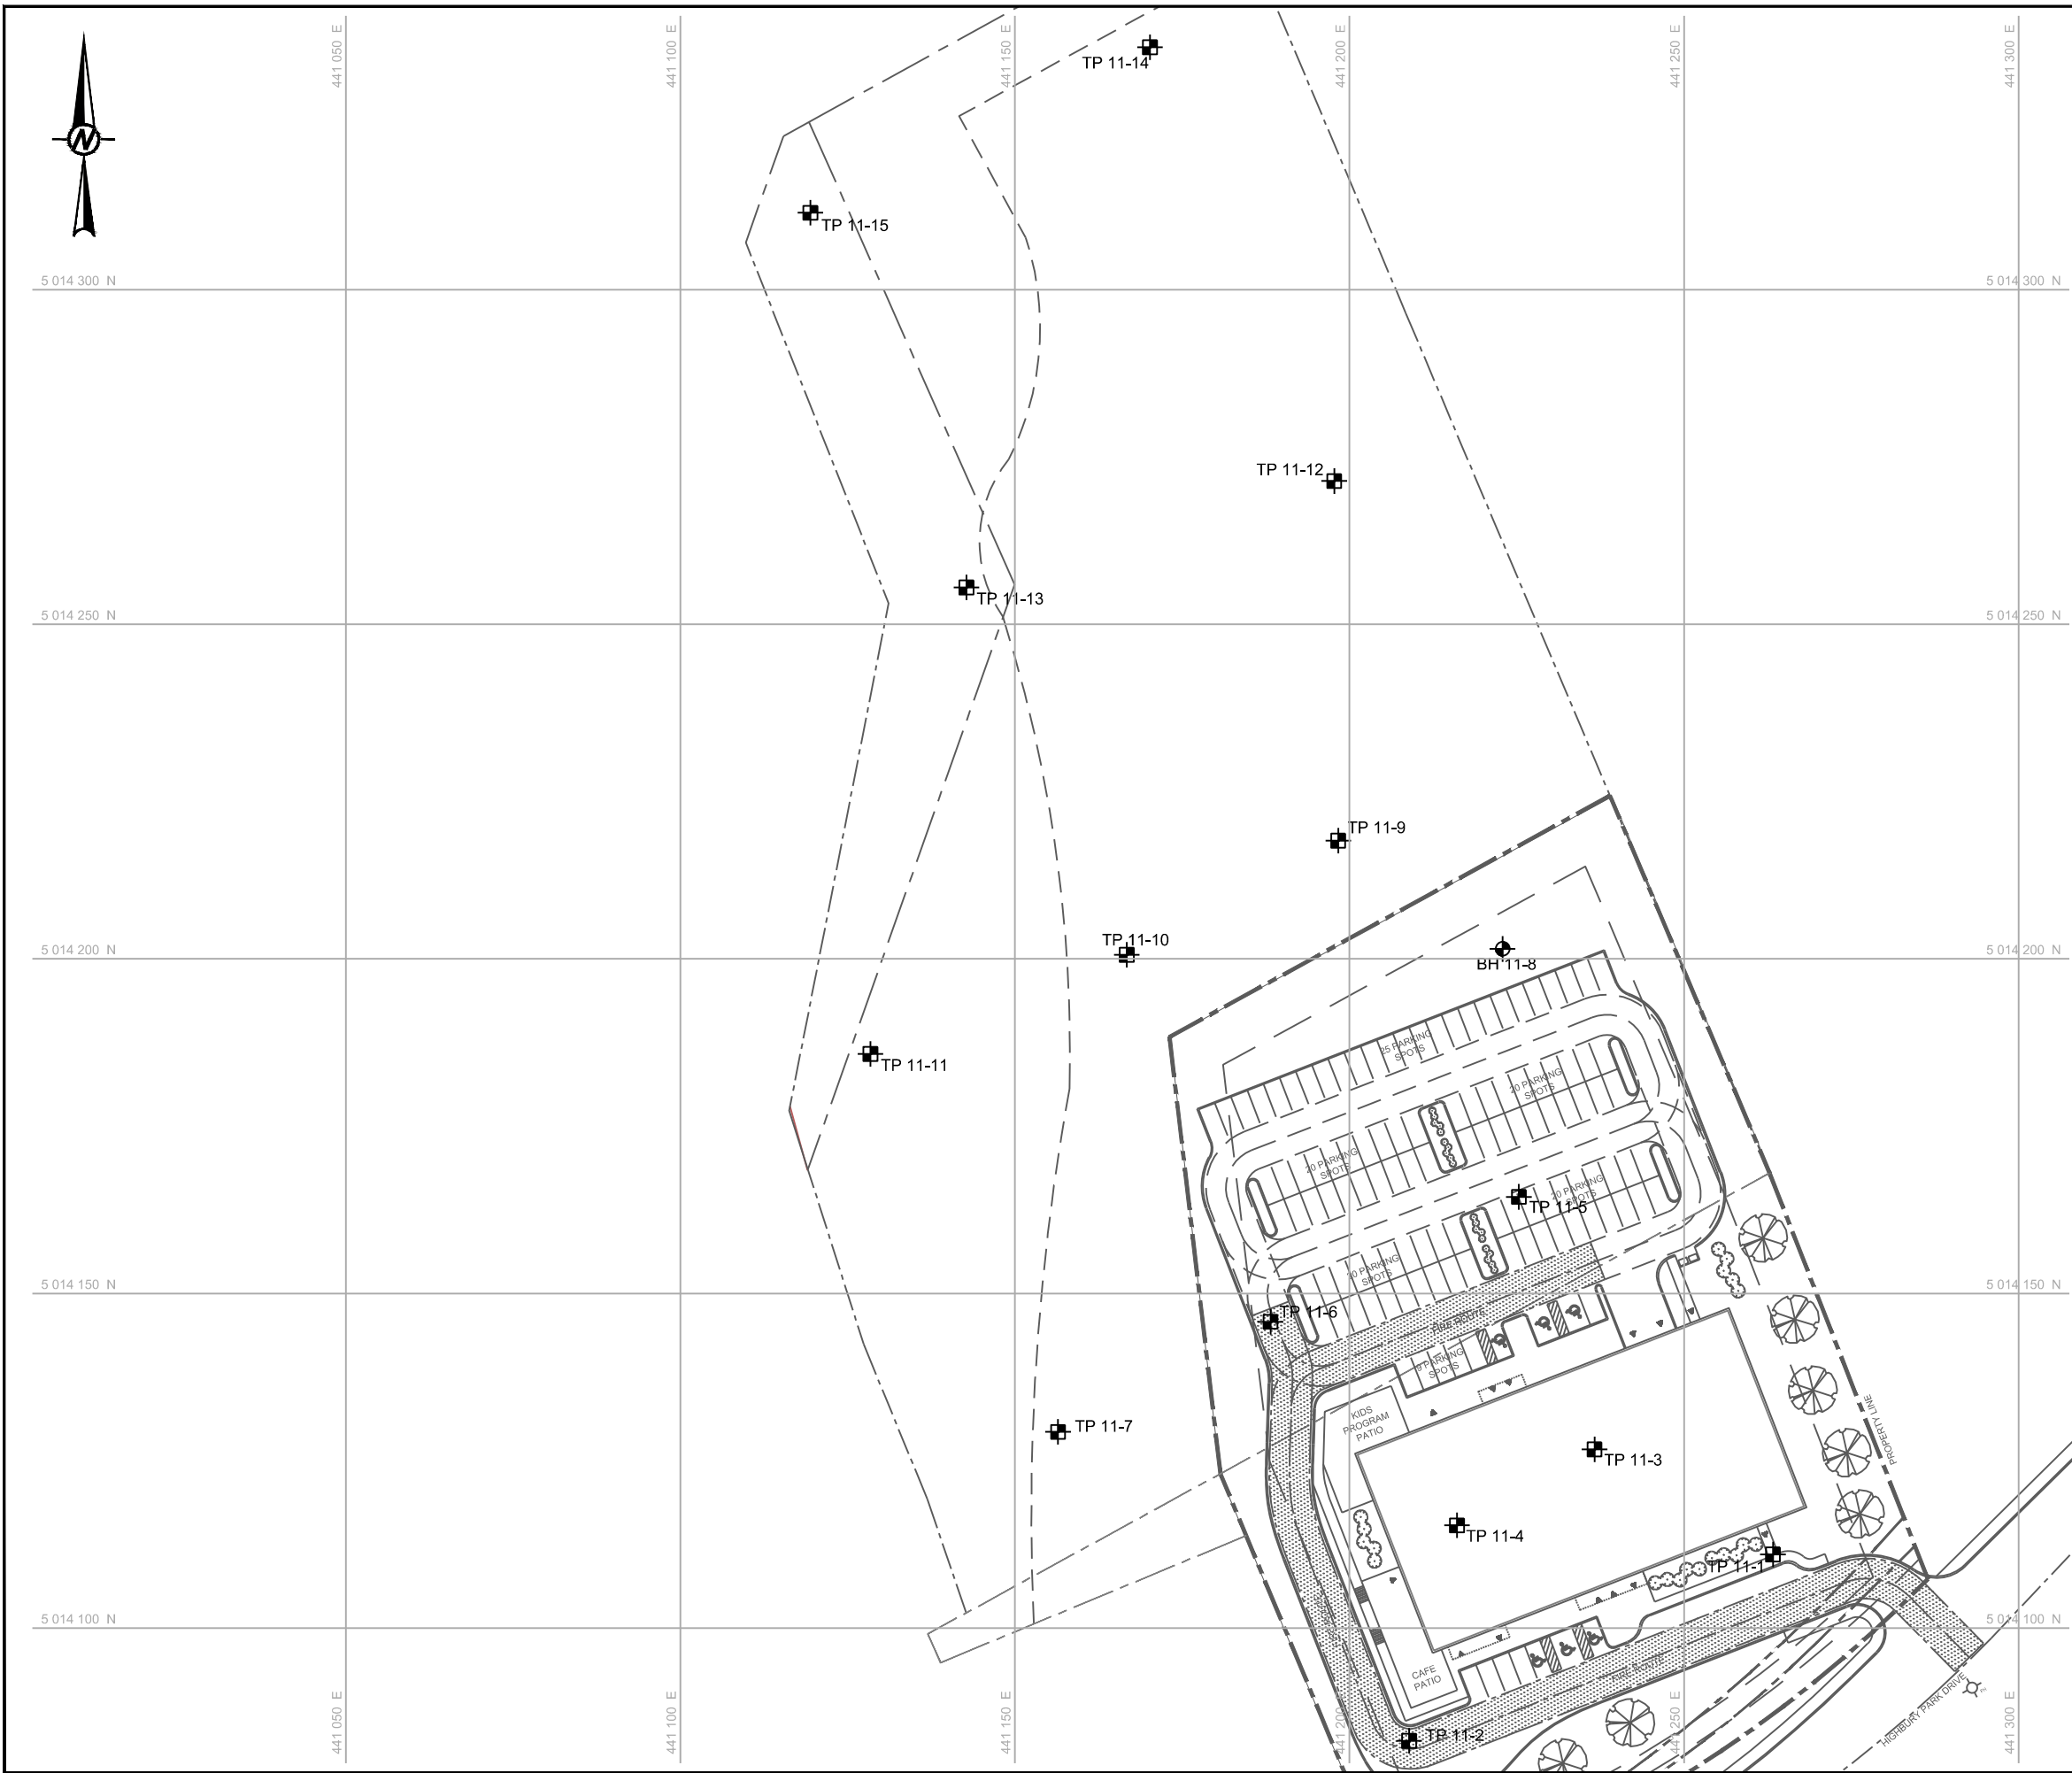 441 050 E
441 100 E
441 150 E
441 200 E
441 250 E
441 300 E
TP 11-14
N
TP 11-15
5 014 300 N
5 014 300 N
TP 11-12
TP 11-13
5 014 250 N
5 014 250 N
TP 11-9
TP 11-10
5 014 200 N
BH 11-8
5 014 200 N
25 PARKING
SPOTS
TP 11-11
20 PARKING
SPOTS
20 PARKING
SPOTS
20 PARKING
SPOTS
TP 11-5
SPOTS
5 014 150 N
5 014 150 N
TP 11-6
FIRE ROUTE
9 PARKING
SPOTS
KIDS
PROGRAM
PATIO
PROPERTY LINE
TP 11-7
TP 11-3
TP 11-4
TP 11-1
5 014 100 N
5 014 100 N
FIRE ROUTE
CAFE
PATIO
HIGHBURY PARK DRIVE
TP 11-2
441 050 E
441 100 E
441 150 E
441 200
441 250 E
441 300 E